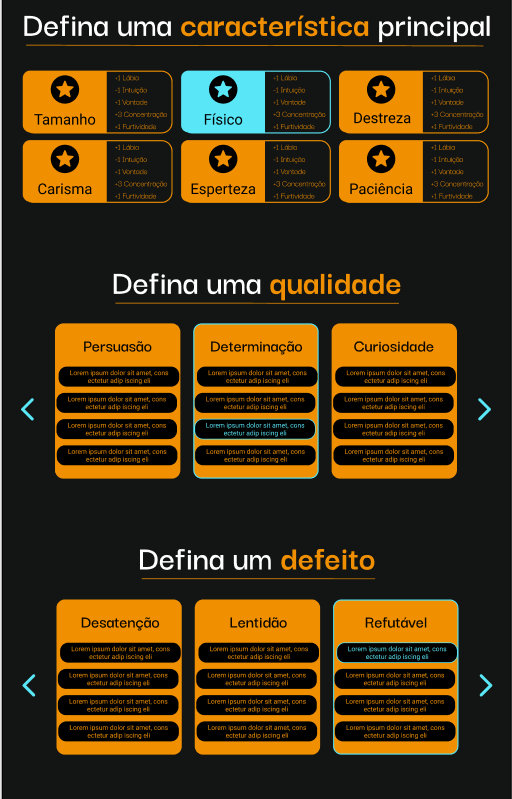 Defina uma característica principal
Tamanho
+1 Lábia
+1 Intuição
+1 Vontade
+3 Concentração
+1 Furtividade
Físico
+1 Lábia
+1 Intuição
+1 Vontade
+3 Concentração
+1 Furtividade
Destreza
+1 Lábia
+1 Intuição
+1 Vontade
+3 Concentração
+1 Furtividade
Carisma
+1 Lábia
+1 Intuição
+1 Vontade
+3 Concentração
+1 Furtividade
Esperteza
+1 Lábia
+1 Intuição
+1 Vontade
+3 Concentração
+1 Furtividade
Paciência
+1 Lábia
+1 Intuição
+1 Vontade
+3 Concentração
+1 Furtividade
Defina uma qualidade
Persuasão
Lorem ipsum dolor sit amet, cons
ectetur adip iscing eli
Lorem ipsum dolor sit amet, cons
ectetur adip iscing eli
Lorem ipsum dolor sit amet, cons
ectetur adip iscing eli
Lorem ipsum dolor sit amet, cons
ectetur adip iscing eli
Determinação
Lorem ipsum dolor sit amet, cons
ectetur adip iscing eli
Lorem ipsum dolor sit amet, cons
ectetur adip iscing eli
Lorem ipsum dolor sit amet, cons
ectetur adip iscing eli
Lorem ipsum dolor sit amet, cons
ectetur adip iscing eli
Curiosidade
Lorem ipsum dolor sit amet, cons
ectetur adip iscing eli
Lorem ipsum dolor sit amet, cons
ectetur adip iscing eli
Lorem ipsum dolor sit amet, cons
ectetur adip iscing eli
Lorem ipsum dolor sit amet, cons
ectetur adip iscing eli
Defina um defeito
Desatenção
Lorem ipsum dolor sit amet, cons
ectetur adip iscing eli
Lorem ipsum dolor sit amet, cons
ectetur adip iscing eli
Lorem ipsum dolor sit amet, cons
ectetur adip iscing eli
Lorem ipsum dolor sit amet, cons
ectetur adip iscing eli
Lentidão
Lorem ipsum dolor sit amet, cons
ectetur adip iscing eli
Lorem ipsum dolor sit amet, cons
ectetur adip iscing eli
Lorem ipsum dolor sit amet, cons
ectetur adip iscing eli
Lorem ipsum dolor sit amet, cons
ectetur adip iscing eli
Refutável
Lorem ipsum dolor sit amet, cons
ectetur adip iscing eli
Lorem ipsum dolor sit amet, cons
ectetur adip iscing eli
Lorem ipsum dolor sit amet, cons
ectetur adip iscing eli
Lorem ipsum dolor sit amet, cons
ectetur adip iscing eli